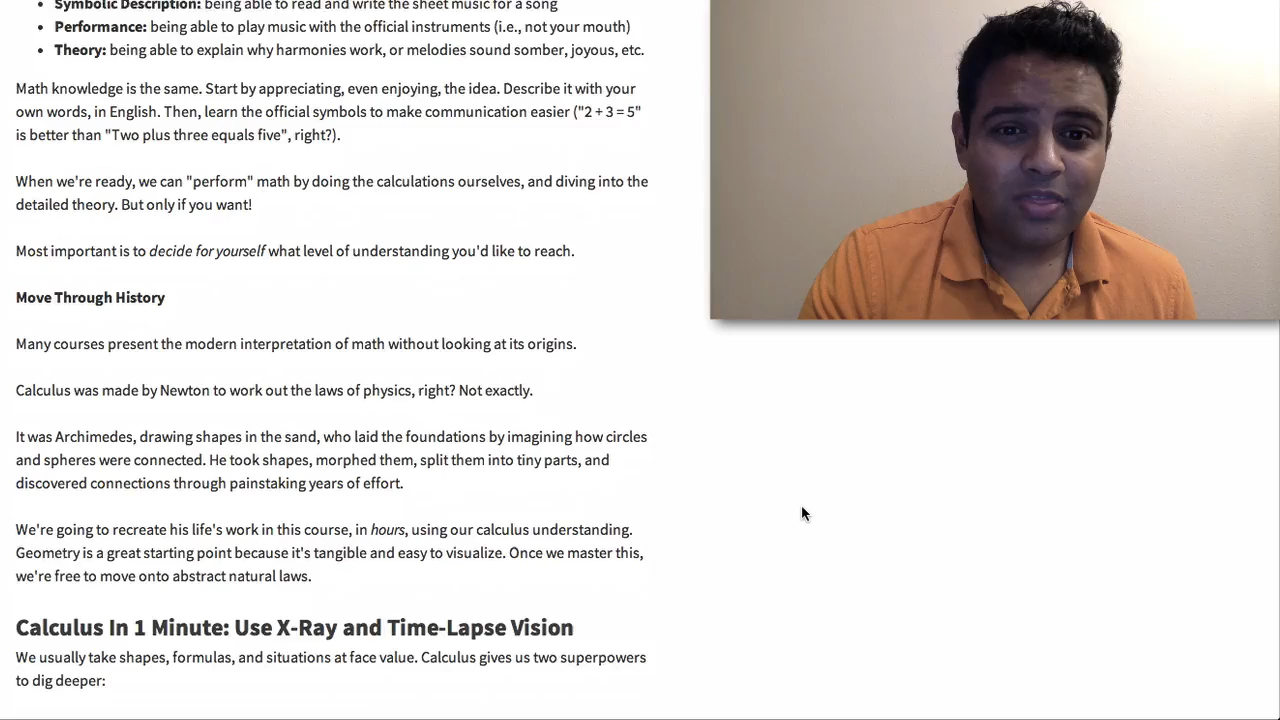 Symbolic Description: being able to read and write the sheet music for a song
Performance: being able to play music with the official instruments (i.e., not your mouth)
Theory: being able to explain why harmonies work, or melodies sound somber, joyous, etc.
Math knowledge is the same. Start by appreciating, even enjoying, the idea. Describe it with your
own words, in English. Then, learn the official symbols to make communication easier ("2 + 3 = 5"
is better than "Two plus three equals five", right?).
When we're ready, we can "perform" math by doing the calculations ourselves, and diving into the
detailed theory. But only if you want!
Most important is to decide for yourself what level of understanding you'd like to reach.
Move Through History
Many courses present the modern interpretation of math without looking at its origins.
Calculus was made by Newton to work out the laws of physics, right? Not exactly.
It was Archimedes, drawing shapes in the sand, who laid the foundations by imagining how circles
and spheres were connected. He took shapes, morphed them, split them into tiny parts, and
discovered connections through painstaking years of effort.
We're going to recreate his life's work in this course, in hours, using our calculus understanding.
Geometry is a great starting point because it's tangible and easy to visualize. Once we master this,
we're free to move onto abstract natural laws.
Calculus In 1 Minute: Use X-Ray and Time-Lapse Vision
We usually take shapes, formulas, and situations at face value. Calculus gives us two superpowers
to dig deeper: